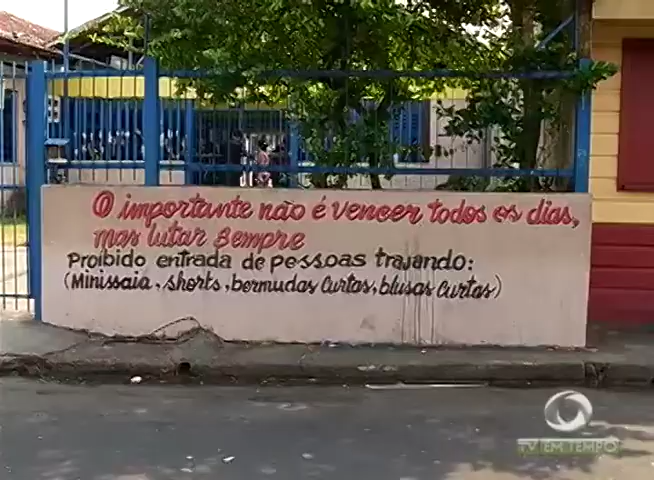 O importante não é vencer todos os dias,
mas lutar sempre
Proibido entrada de pessoas trajando:
(Minissaia, shorts, bermudas curtas, blusas curtas)
TV EM TEMPO